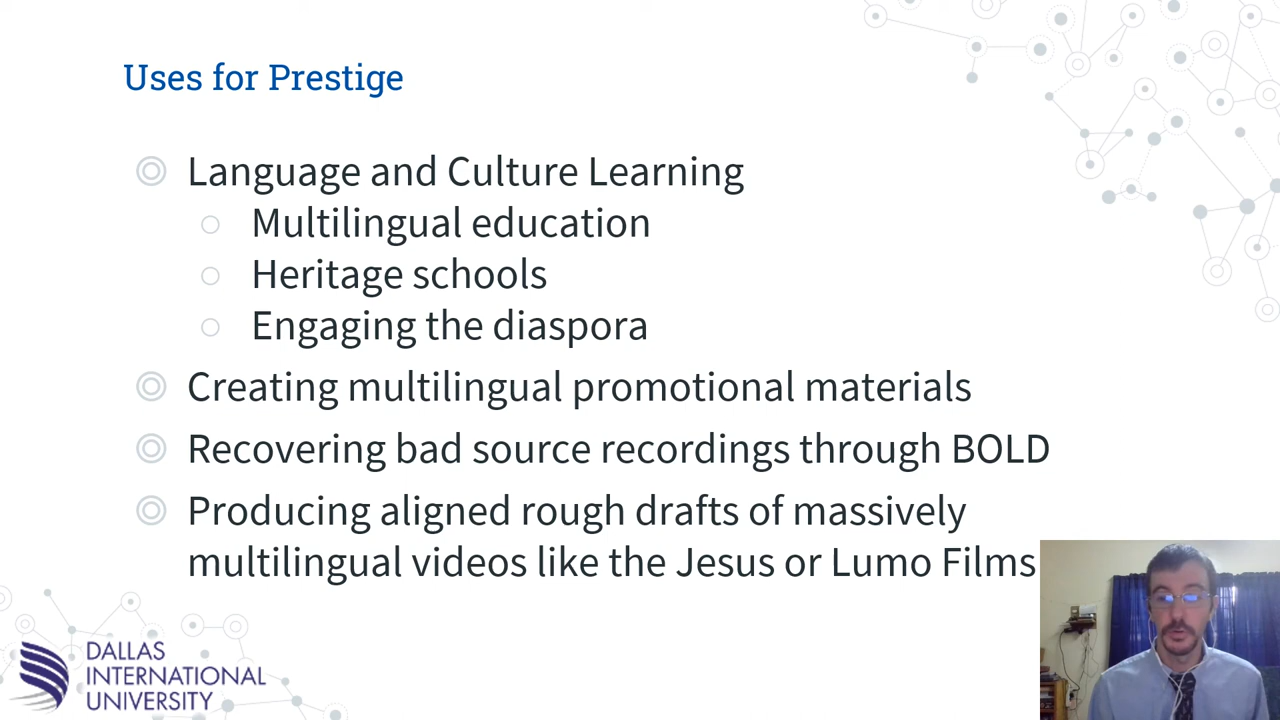 Uses for Prestige
Language and Culture Learning
Multilingual education
Heritage schools
Engaging the diaspora
Creating multilingual promotional materials
Recovering bad source recordings through BOLD
Producing aligned rough drafts of massively
multilingual videos like the Jesus or Lumo Films
DALLAS
INTERNATIONAL
UNIVERSITY